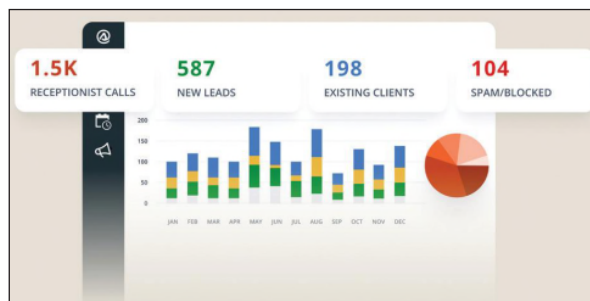 1.5K
RECEPTIONIST CALLS
587
NEW LEADS
198
EXISTING CLIENTS
104
SPAM/BLOCKED
200
150
100
50
0
JAN FEB MAR APR MAY JUN JUL AUG SEP OCT NOV DEC